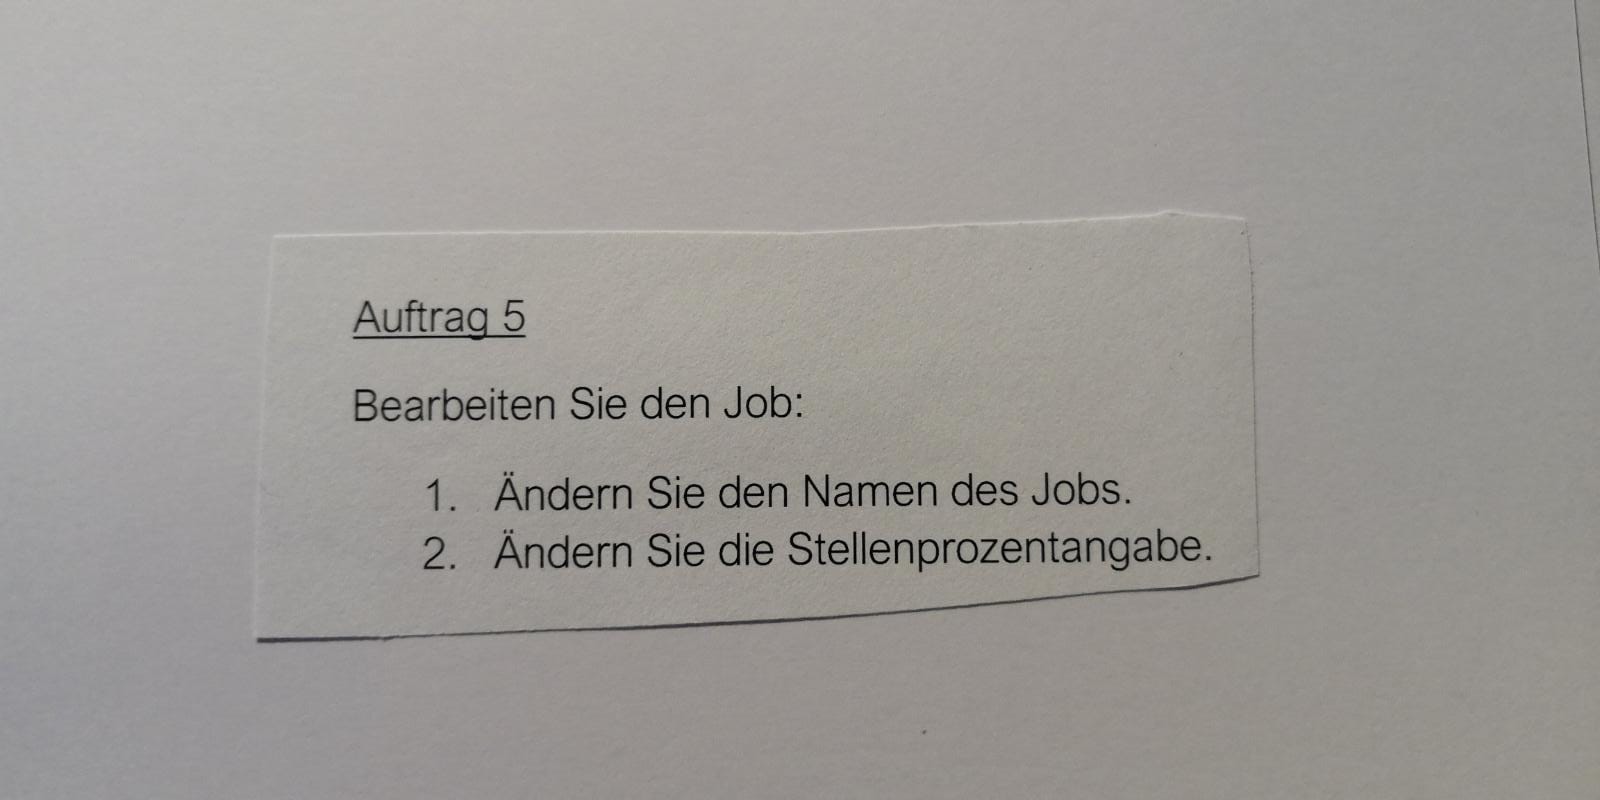 Auftrag 5
Bearbeiten Sie den Job:
1. Ändern Sie den Namen des Jobs.
2. Ändern Sie die Stellenprozentangabe.